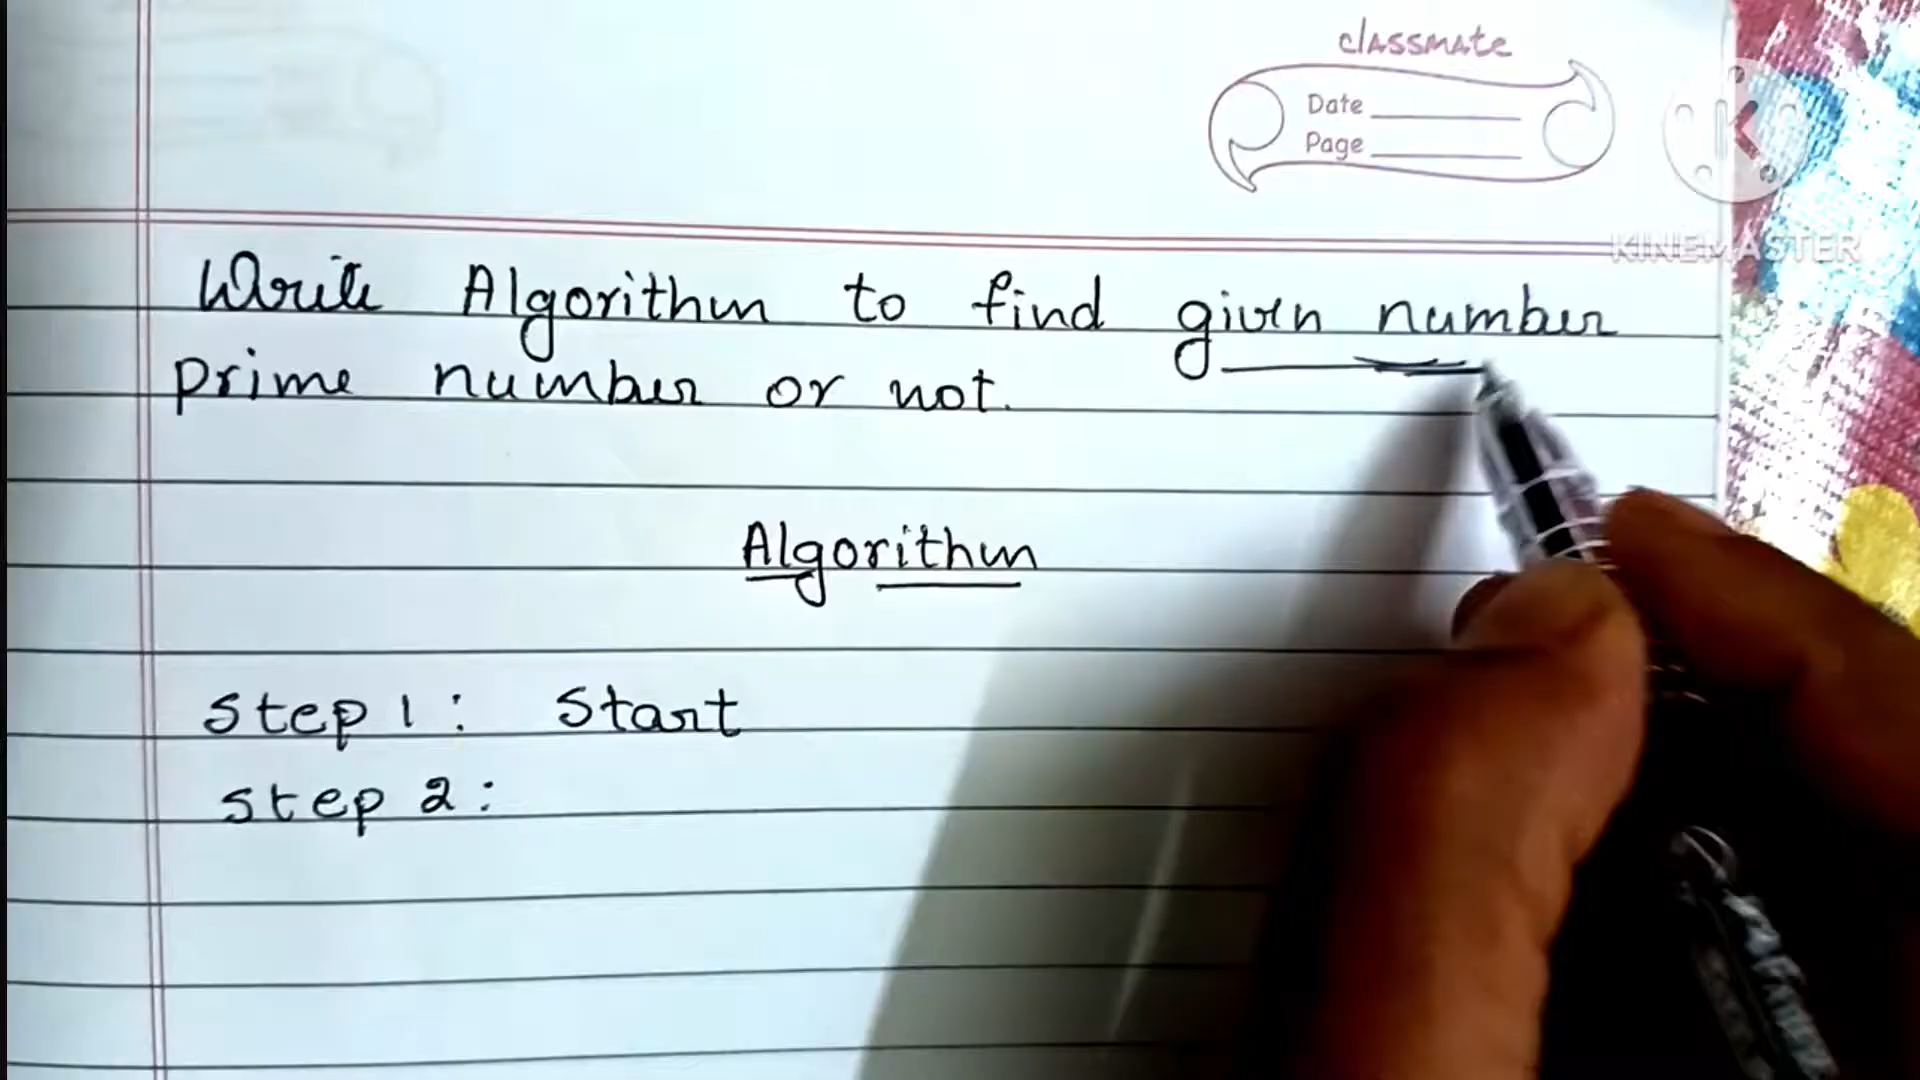 classmate
Date
Page
KINEMASTER
Write Algorithm to find given number
prime number or not.
Algorithm
Step 1: Start
Step 2: